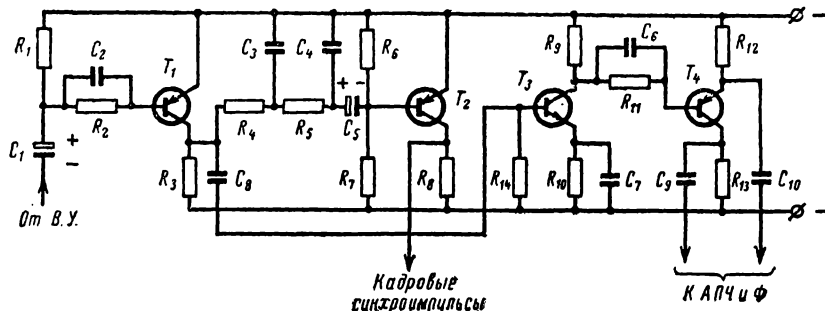 R1
C2
R2
T1
C1
От В.У.
R3
C8
R4
C3
C4
R5
C5
R6
R7
T2
R8
Кадровые
синхроимпульсы
R9
T3
R14
R10
C7
C6
R11
T4
R12
C9
R13
C10
К АПЧ и Ф
+
−
+ −
−
−